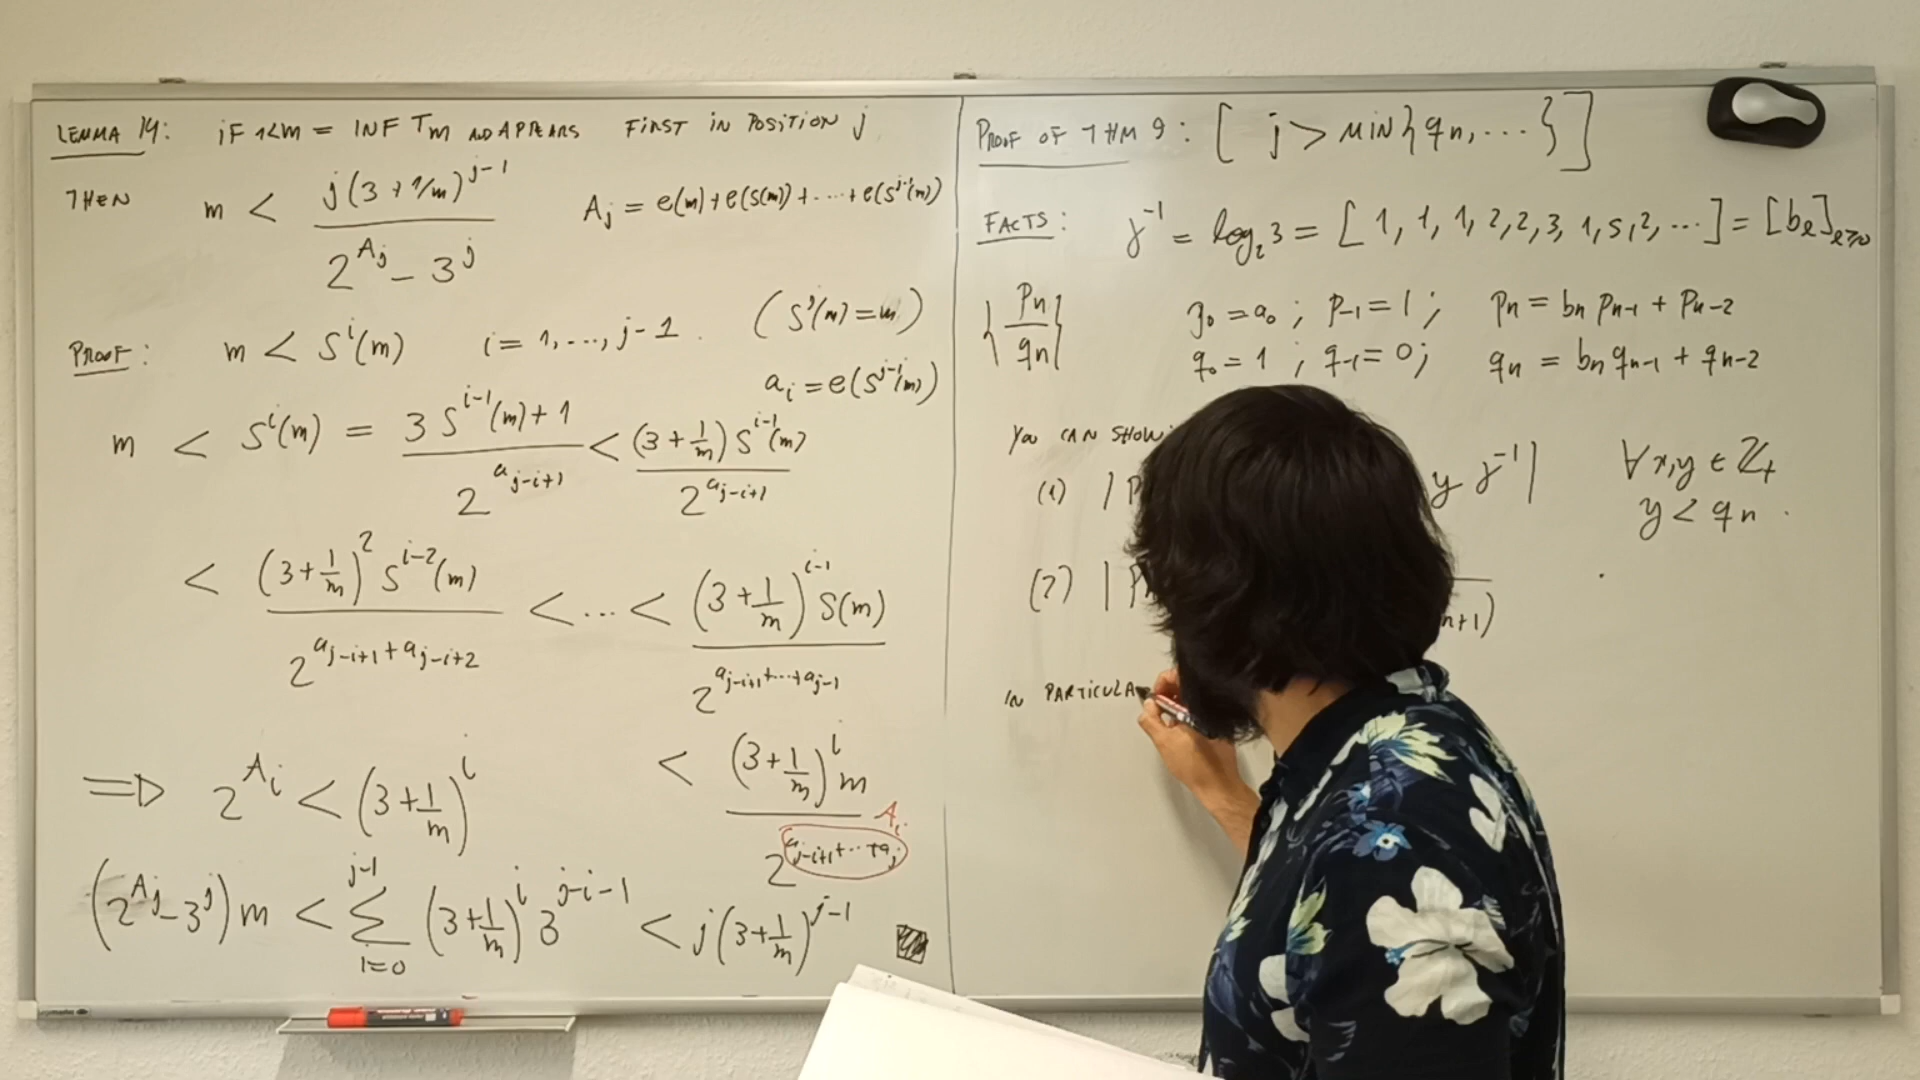 LEMMA 14: IF 1<m = INF Tm AND APPEARS FIRST IN POSITION j
THEN m < j(3+1/m)^{j-1} / (2^{A_j} - 3^j)   A_j = e(m)+e(S(m))+....+e(S^{j-1}(m))
PROOF: m < S^i(m)   i=1,...,j-1.   (S^j(m)=m)
a_i = e(S^{j-i}(m))
m < S^i(m) = (3 S^{i-1}(m)+1) / 2^{a_{j-i+1}} < (3+1/m) S^{i-1}(m) / 2^{a_{j-i+1}}
< (3+1/m)^2 S^{i-2}(m) / 2^{a_{j-i+1}+a_{j-i+2}} < ... < (3+1/m)^{i-1} S(m) / 2^{a_{j-i+1}+....+a_{j-1}}
< (3+1/m)^i m / 2^{a_{j-i+1}+...+a_j}   A_i
⟹ 2^{A_i} < (3+1/m)^i
(2^{A_j}-3^j) m < Σ_{i=0}^{j-1} (3+1/m)^i 3^{j-i-1} < j(3+1/m)^{j-1}
PROOF OF THM 9: [ j > MIN{q_n, ...} ]
FACTS: γ^{-1} = log_2 3 = [1, 1, 1, 2, 2, 3, 1, 5, 2, ...] = [b_ℓ]_{ℓ≥0}
{p_n/q_n}   p_0 = a_0 ; p_{-1} = 1 ;   p_n = b_n p_{n-1} + p_{n-2}
q_0 = 1 ; q_{-1} = 0 ;   q_n = b_n q_{n-1} + q_{n-2}
YOU CAN SHOW:
(1) | P   y γ^{-1} |   ∀x,y ∈ Z_+
y < q_n .
(2) | P   n+1)
IN PARTICULA